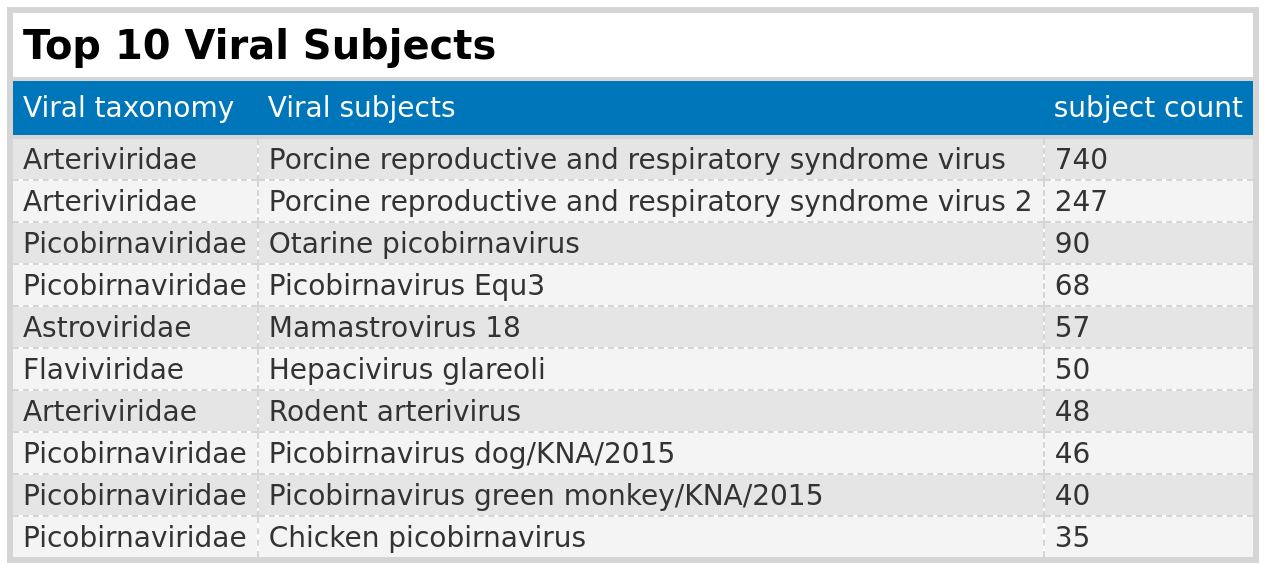 Top 10 Viral Subjects
Viral taxonomy Viral subjects subject count
Arteriviridae Porcine reproductive and respiratory syndrome virus 740
Arteriviridae Porcine reproductive and respiratory syndrome virus 2 247
Picobirnaviridae Otarine picobirnavirus 90
Picobirnaviridae Picobirnavirus Equ3 68
Astroviridae Mamastrovirus 18 57
Flaviviridae Hepacivirus glareoli 50
Arteriviridae Rodent arterivirus 48
Picobirnaviridae Picobirnavirus dog/KNA/2015 46
Picobirnaviridae Picobirnavirus green monkey/KNA/2015 40
Picobirnaviridae Chicken picobirnavirus 35